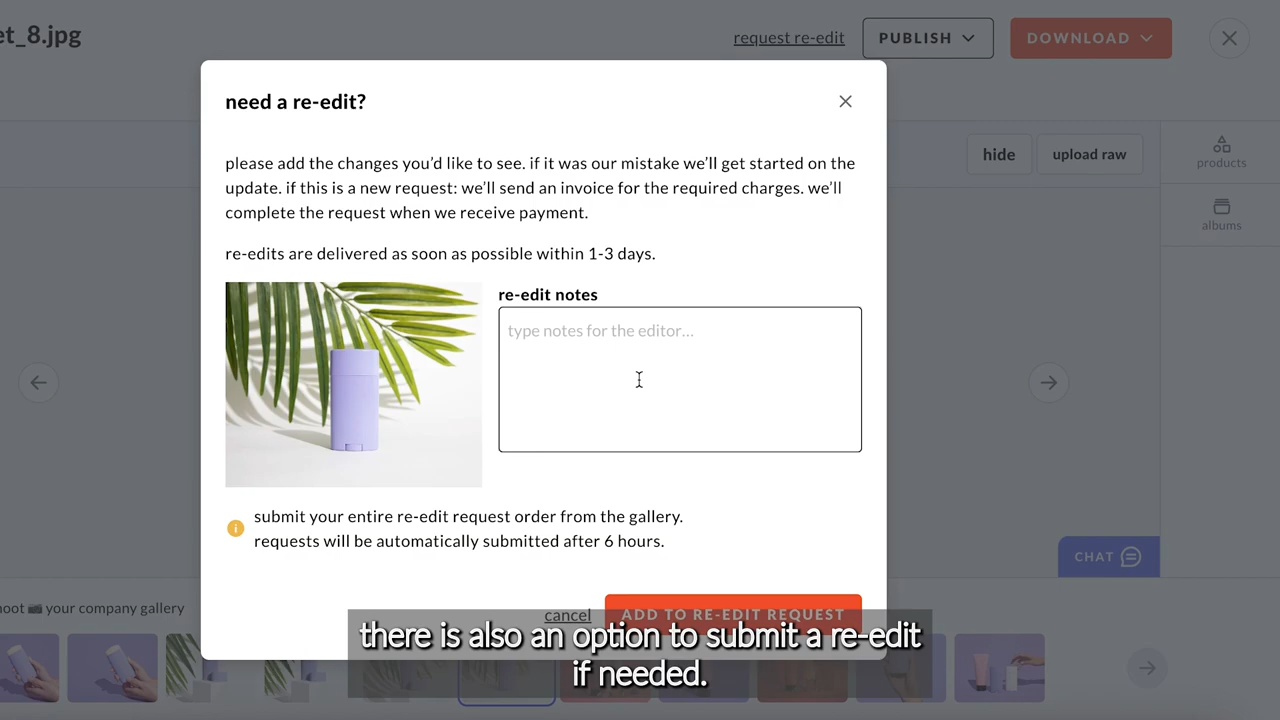 et_8.jpg
request re-edit
PUBLISH
DOWNLOAD
need a re-edit?
please add the changes you'd like to see. if it was our mistake we'll get started on the
update. if this is a new request: we'll send an invoice for the required charges. we'll
complete the request when we receive payment.
re-edits are delivered as soon as possible within 1-3 days.
re-edit notes
type notes for the editor...
submit your entire re-edit request order from the gallery.
requests will be automatically submitted after 6 hours.
cancel
ADD TO RE-EDIT REQUEST
hide
upload raw
products
albums
CHAT
oot 📷 your company gallery
there is also an option to submit a re-edit
if needed.